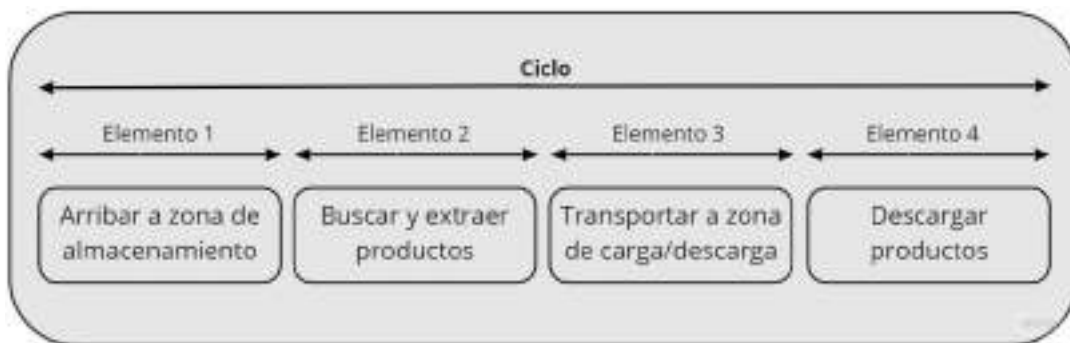 Ciclo
Elemento 1
Elemento 2
Elemento 3
Elemento 4
Arribar a zona de
almacenamiento
Buscar y extraer
productos
Transportar a zona
de carga/descarga
Descargar
productos